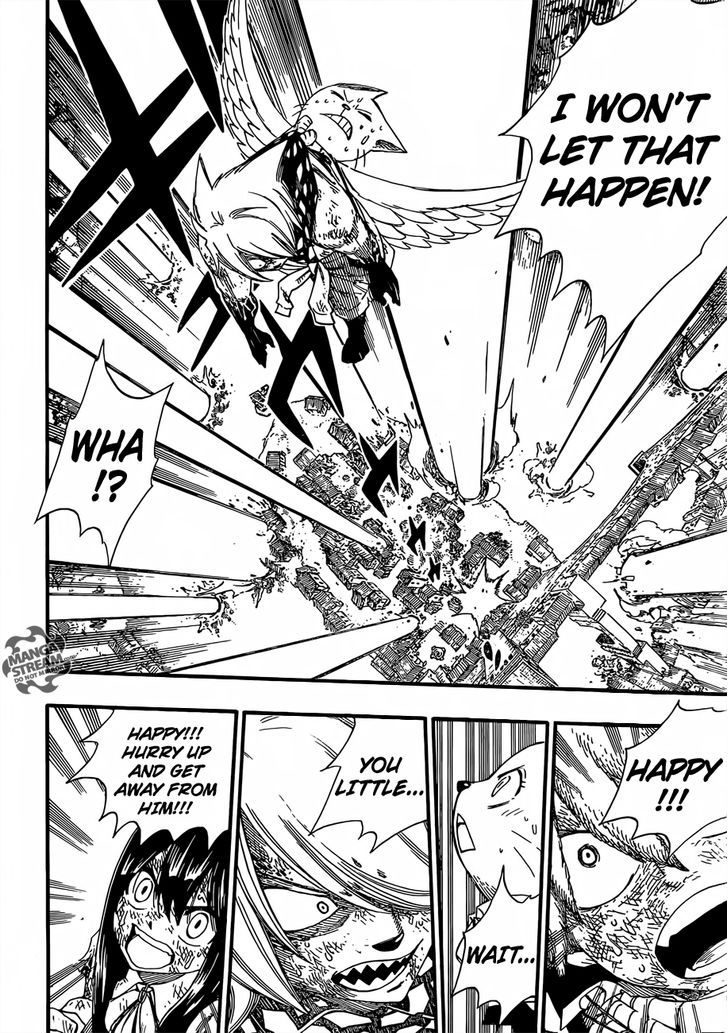 I WON'T
LET THAT
HAPPEN!
WHA
!?
HAPPY
!!!
WAIT...
YOU
LITTLE...
HAPPY!!!
HURRY UP
AND GET
AWAY FROM
HIM!!!
MANGA
STREAM